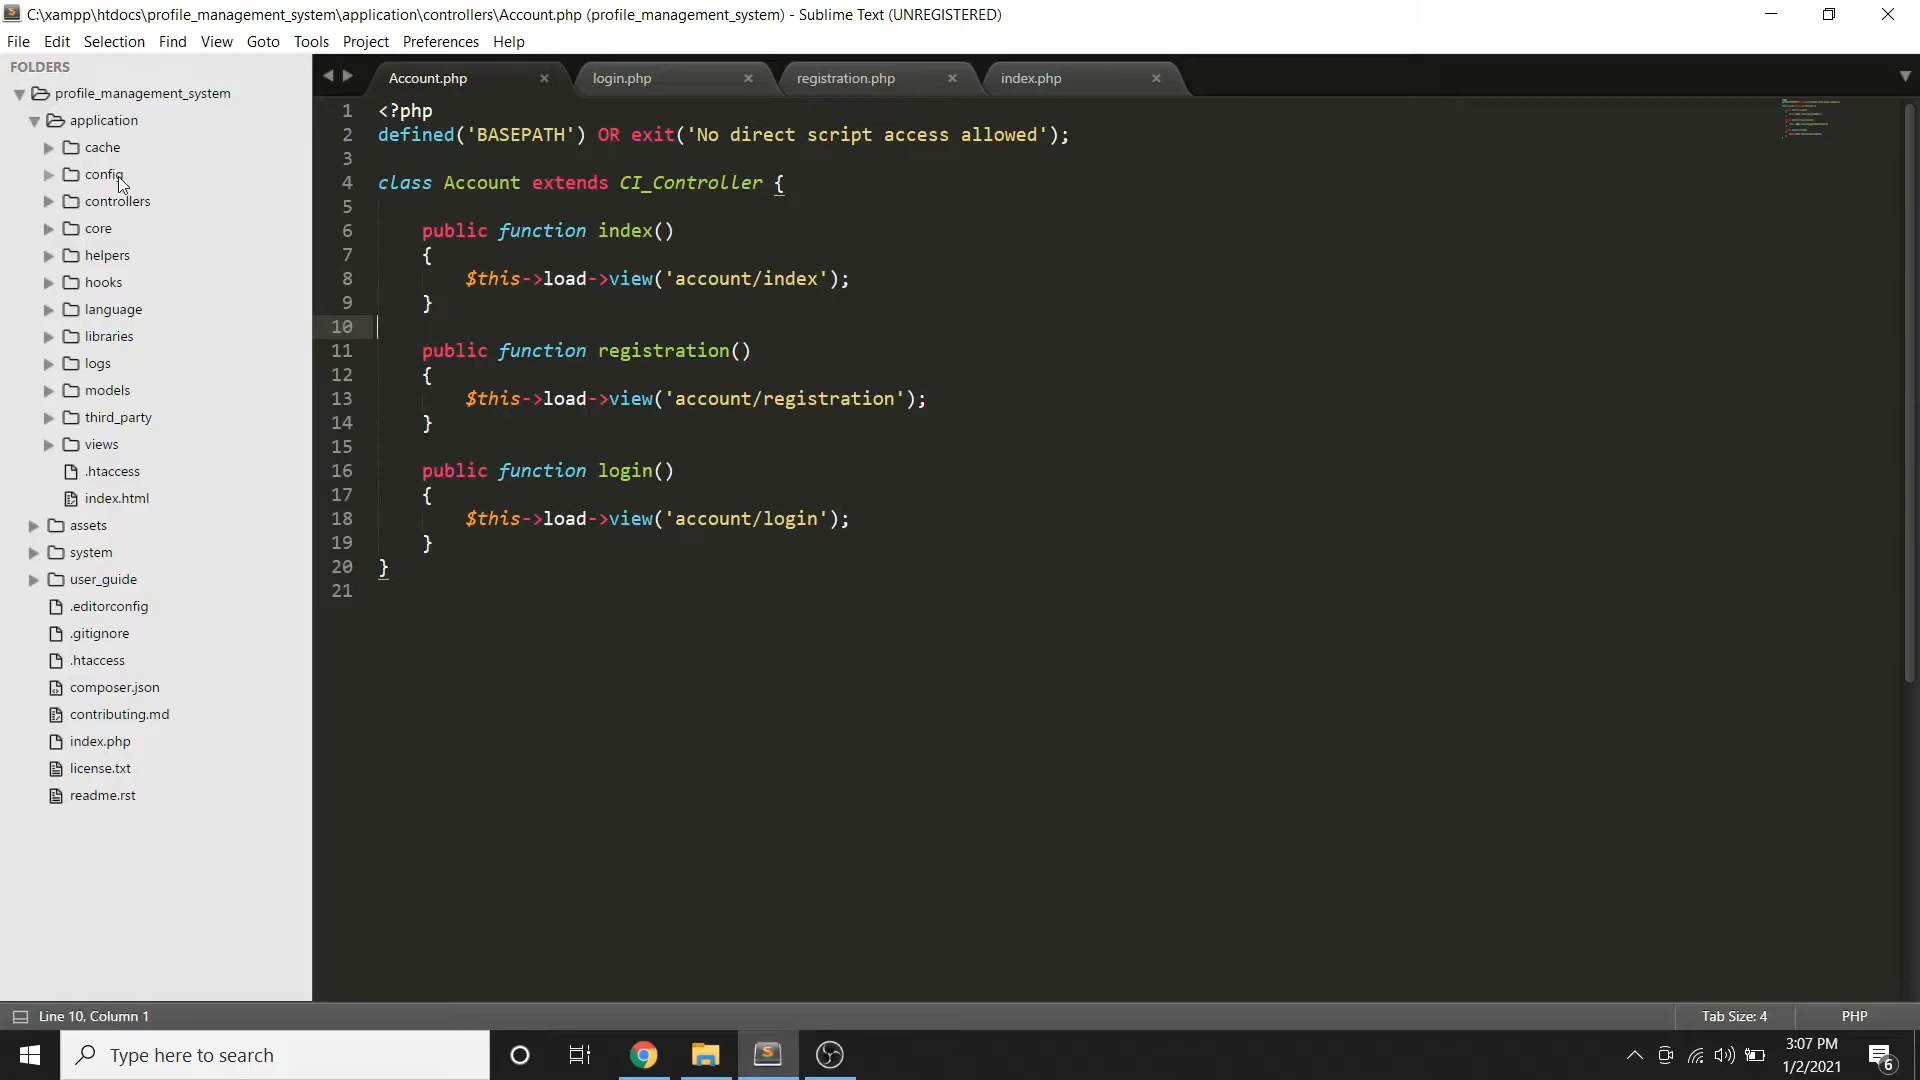 C:\xampp\htdocs\profile_management_system\application\controllers\Account.php (profile_management_system) - Sublime Text (UNREGISTERED)
File Edit Selection Find View Goto Tools Project Preferences Help
FOLDERS
profile_management_system
application
cache
config
controllers
core
helpers
hooks
language
libraries
logs
models
third_party
views
.htaccess
index.html
assets
system
user_guide
.editorconfig
.gitignore
.htaccess
composer.json
contributing.md
index.php
license.txt
readme.rst
Account.php login.php registration.php index.php
1 <?php
2 defined('BASEPATH') OR exit('No direct script access allowed');
3
4 class Account extends CI_Controller {
5
6 public function index()
7 {
8 $this->load->view('account/index');
9 }
10
11 public function registration()
12 {
13 $this->load->view('account/registration');
14 }
15
16 public function login()
17 {
18 $this->load->view('account/login');
19 }
20 }
21
Line 10, Column 1 Tab Size: 4 PHP
Type here to search
3:07 PM
1/2/2021
6